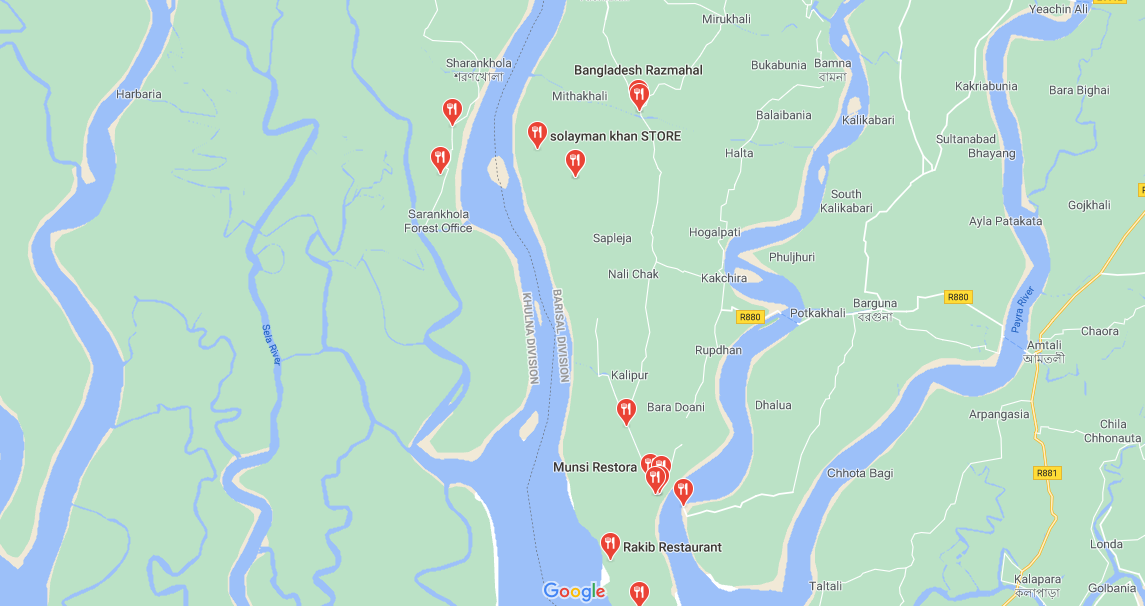 Yeachin Ali
Mirukhali
Sharankhola
শরণখোলা
Bangladesh Razmahal
Bukabunia
Bamna
বামনা
Harbaria
Mithakhali
Kakriabunia
Bara Bighai
Balaibania
Kalikabari
solayman khan STORE
Sultanabad
Bhayang
Halta
South
Kalikabari
Gojkhali
Sarankhola
Forest Office
Ayla Patakata
Hogalpati
Sapleja
Phuljhuri
Nali Chak
Kakchira
R880
Barguna
বরগুনা
KHULNA DIVISION
BARISAL DIVISION
R880
Potkakhali
Payra River
Sela River
Chaora
Amtali
আমতলী
Rupdhan
Kalipur
Bara Doani
Dhalua
Arpangasia
Chila
Chhonauta
Munsi Restora
Chhota Bagi
R881
Rakib Restaurant
Londa
Google
Taltali
Kalapara
কলাপাড়া
Golbania